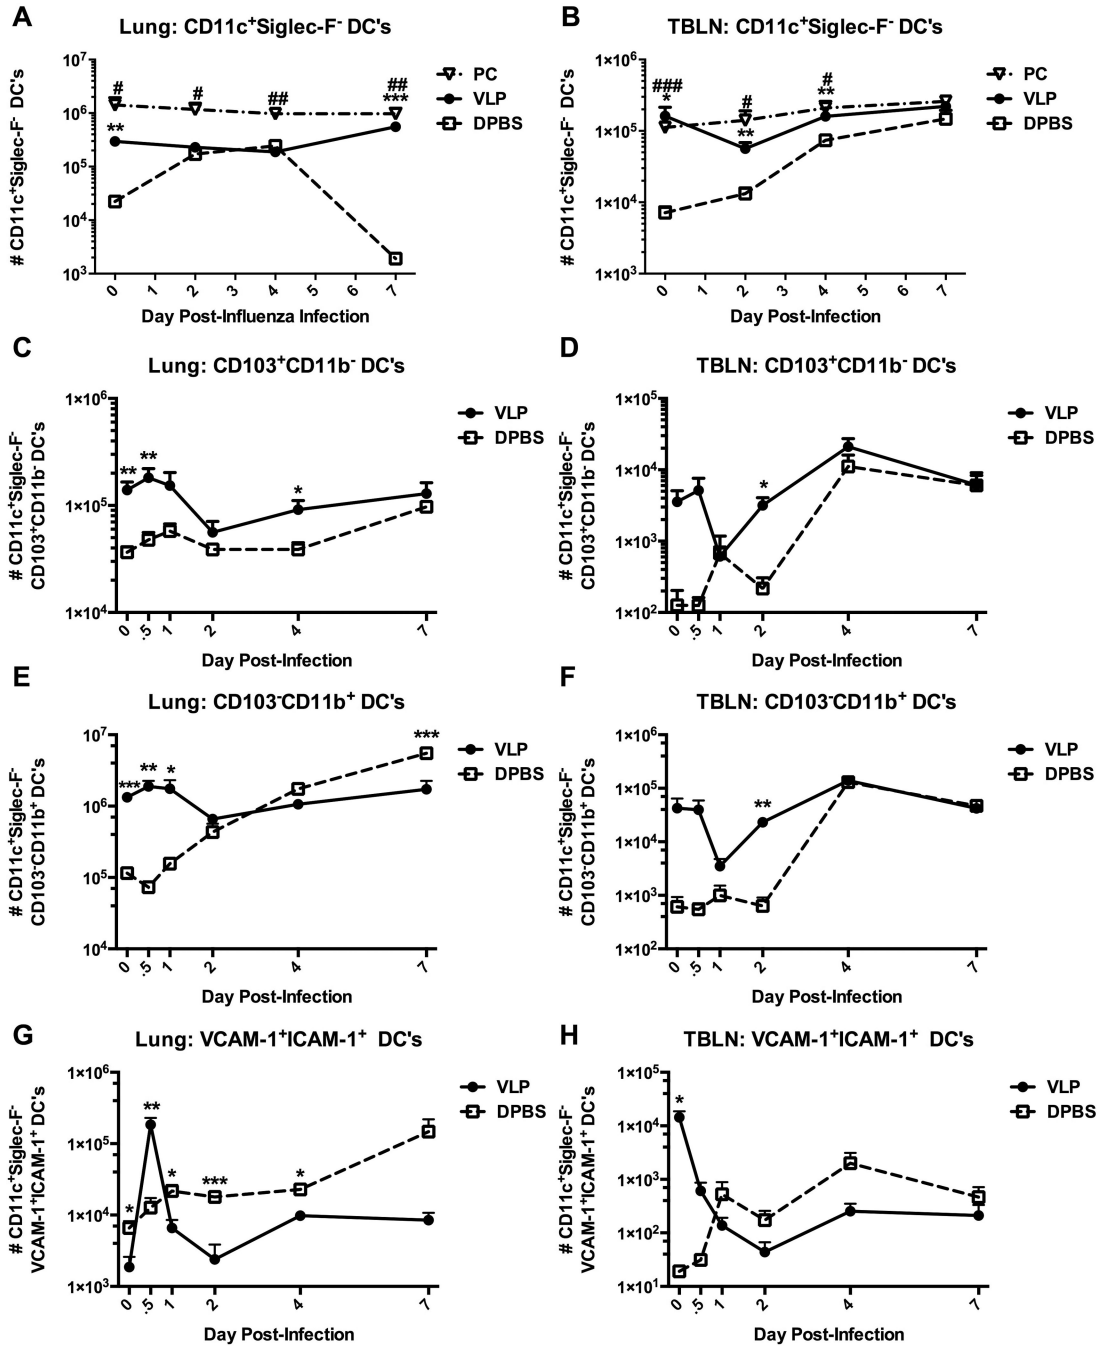 A
Lung: CD11c⁺Siglec-F⁻ DC's
# CD11c⁺Siglec-F⁻ DC's
10⁷
10⁶
10⁵
10⁴
10³
# # ## ##
** ***
PC
VLP
DPBS
0 1 2 3 4 5 6 7
Day Post-Influenza Infection
B
TBLN: CD11c⁺Siglec-F⁻ DC's
# CD11c⁺Siglec-F⁻ DC's
1×10⁶
1×10⁵
1×10⁴
1×10³
### # #
* ** **
PC
VLP
DPBS
0 1 2 3 4 5 6 7
Day Post-Infection
C
Lung: CD103⁺CD11b⁻ DC's
# CD11c⁺Siglec-F⁻
CD103⁺CD11b⁻ DC's
1×10⁶
1×10⁵
1×10⁴
** ** *
VLP
DPBS
0 .5 1 2 4 7
Day Post-Infection
D
TBLN: CD103⁺CD11b⁻ DC's
# CD11c⁺Siglec-F⁻
CD103⁺CD11b⁻ DC's
1×10⁵
1×10⁴
1×10³
1×10²
*
VLP
DPBS
0 .5 1 2 4 7
Day Post-Infection
E
Lung: CD103⁻CD11b⁺ DC's
# CD11c⁺Siglec-F⁻
CD103⁻CD11b⁺ DC's
10⁷
10⁶
10⁵
10⁴
*** ** * ***
VLP
DPBS
0 .5 1 2 4 7
Day Post-Infection
F
TBLN: CD103⁻CD11b⁺ DC's
# CD11c⁺Siglec-F⁻
CD103⁻CD11b⁺ DC's
1×10⁶
1×10⁵
1×10⁴
1×10³
1×10²
**
VLP
DPBS
0 .5 1 2 4 7
Day Post-Infection
G
Lung: VCAM-1⁺ICAM-1⁺ DC's
# CD11c⁺Siglec-F⁻
VCAM-1⁺ICAM-1⁺ DC's
1×10⁶
1×10⁵
1×10⁴
1×10³
* ** * *** *
VLP
DPBS
0 .5 1 2 4 7
Day Post-Infection
H
TBLN: VCAM-1⁺ICAM-1⁺ DC's
# CD11c⁺Siglec-F⁻
VCAM-1⁺ICAM-1⁺ DC's
1×10⁵
1×10⁴
1×10³
1×10²
1×10¹
*
VLP
DPBS
0 .5 1 2 4 7
Day Post-Infection